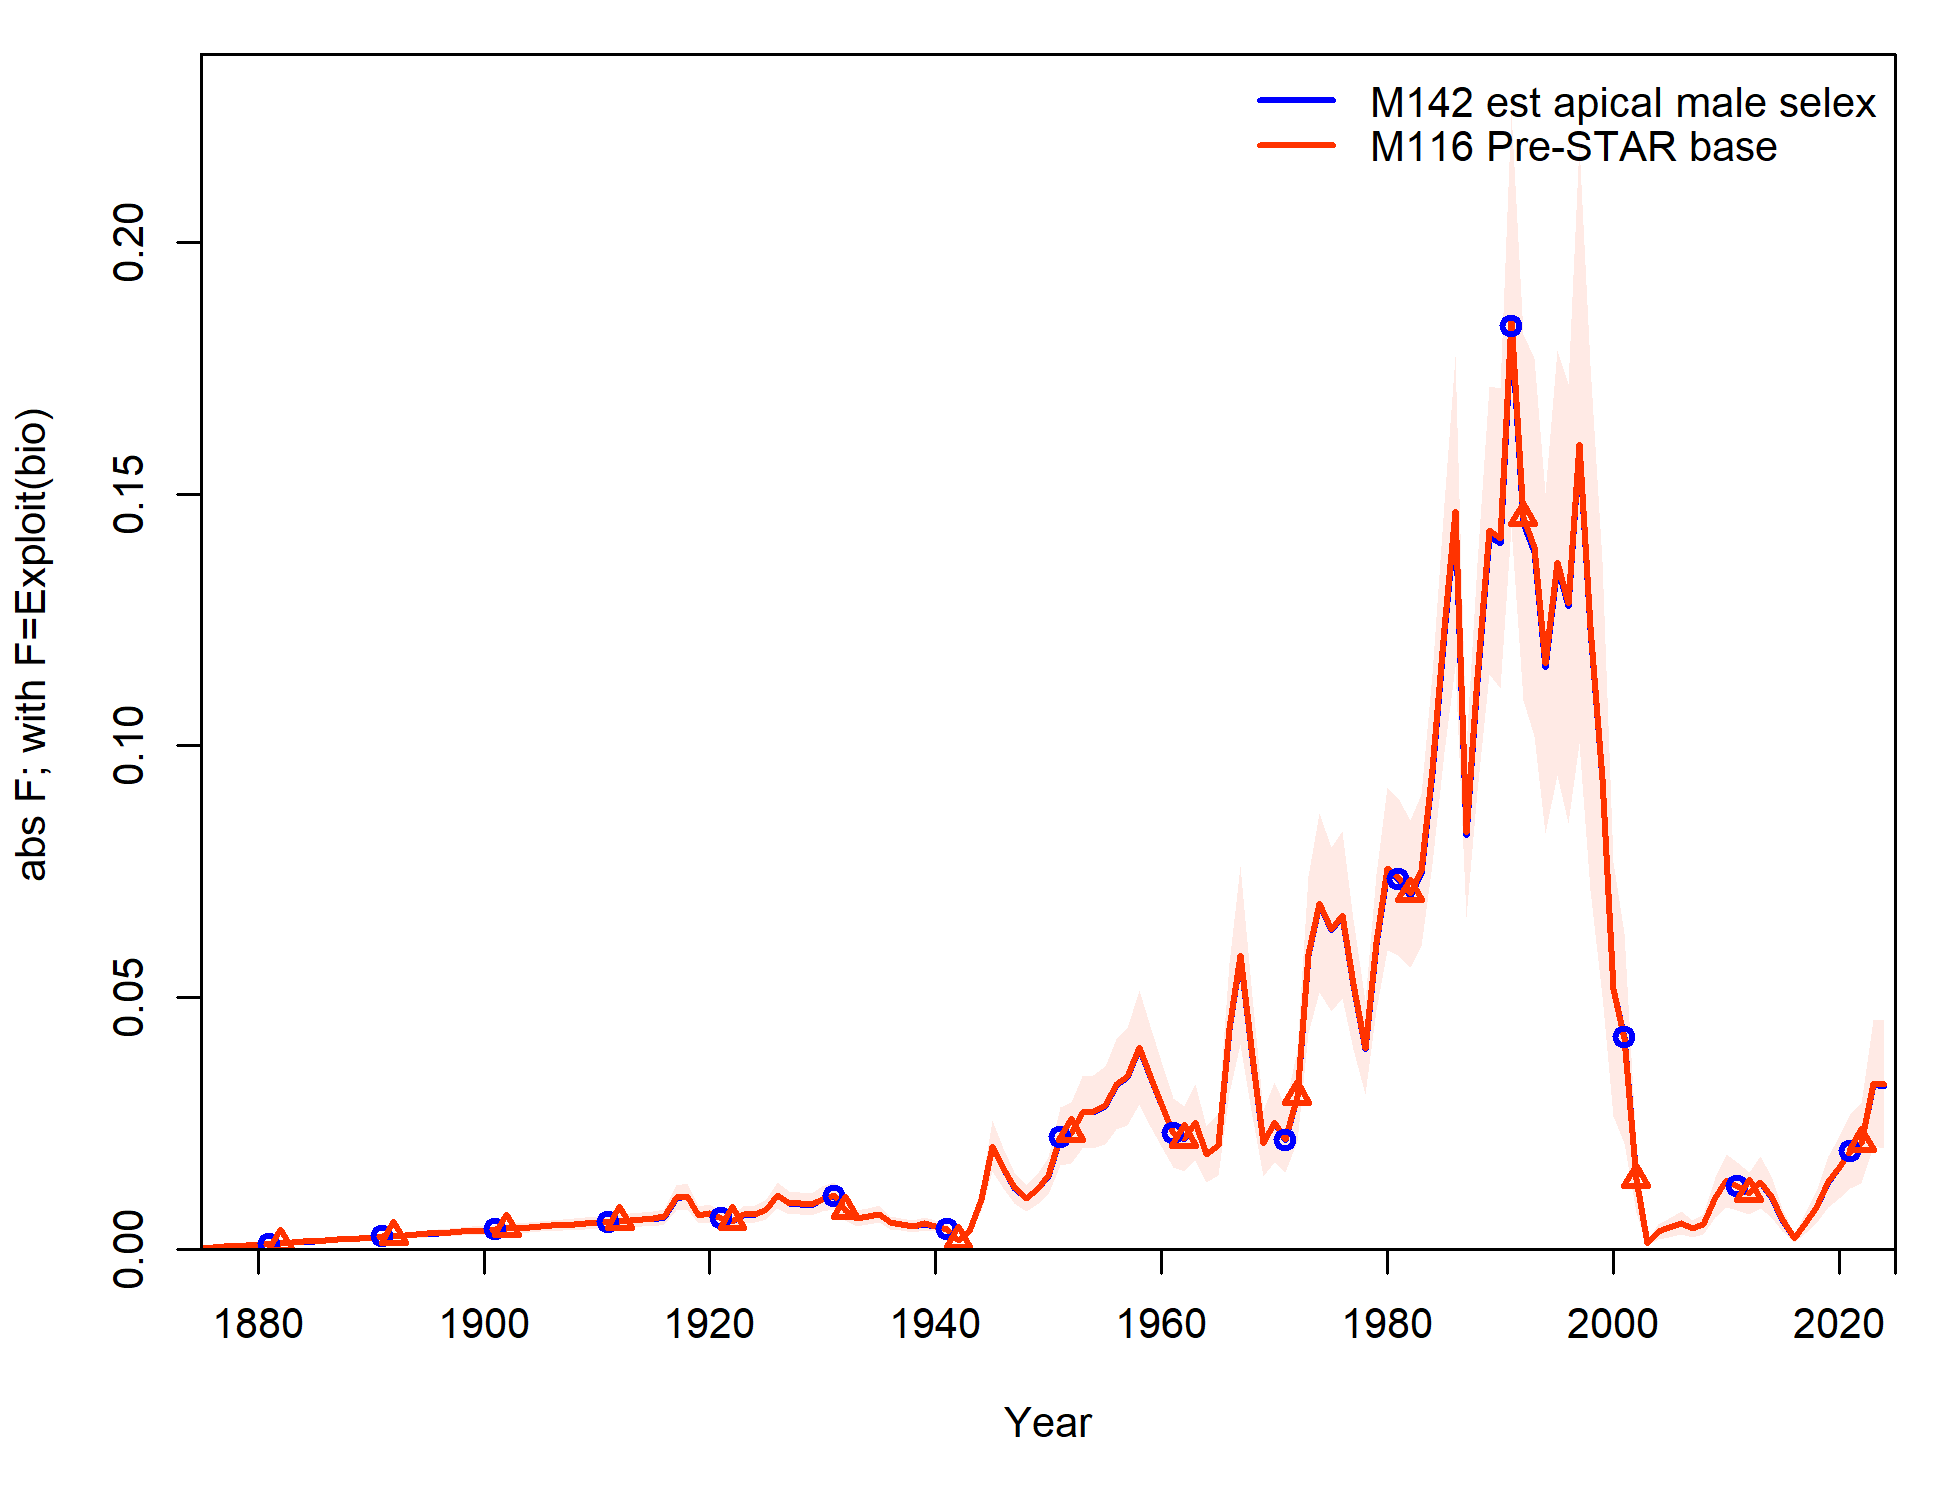 M142 est apical male selex
M116 Pre-STAR base
abs F; with F=Exploit(bio)
0.20
0.15
0.10
0.05
0.00
1880 1900 1920 1940 1960 1980 2000 2020
Year